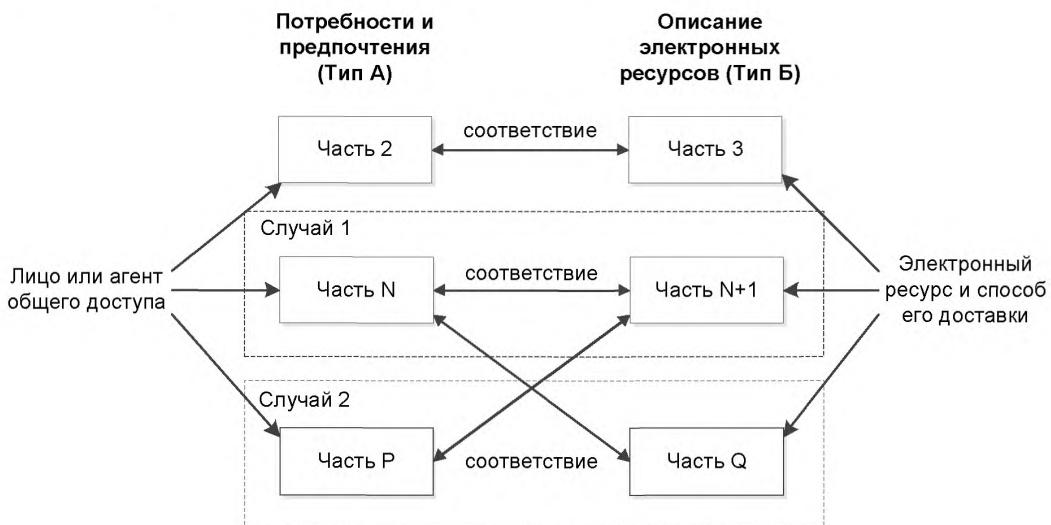 Потребности и
предпочтения
(Тип А)
Описание
электронных
ресурсов (Тип Б)
Часть 2
соответствие
Часть 3
Случай 1
Лицо или агент
общего доступа
Часть N
соответствие
Часть N+1
Электронный
ресурс и способ
его доставки
Случай 2
Часть P
соответствие
Часть Q